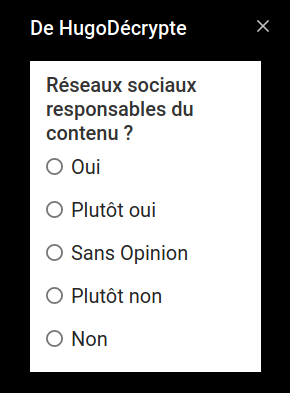 De HugoDécrypte
Réseaux sociaux
responsables du
contenu ?
Oui
Plutôt oui
Sans Opinion
Plutôt non
Non